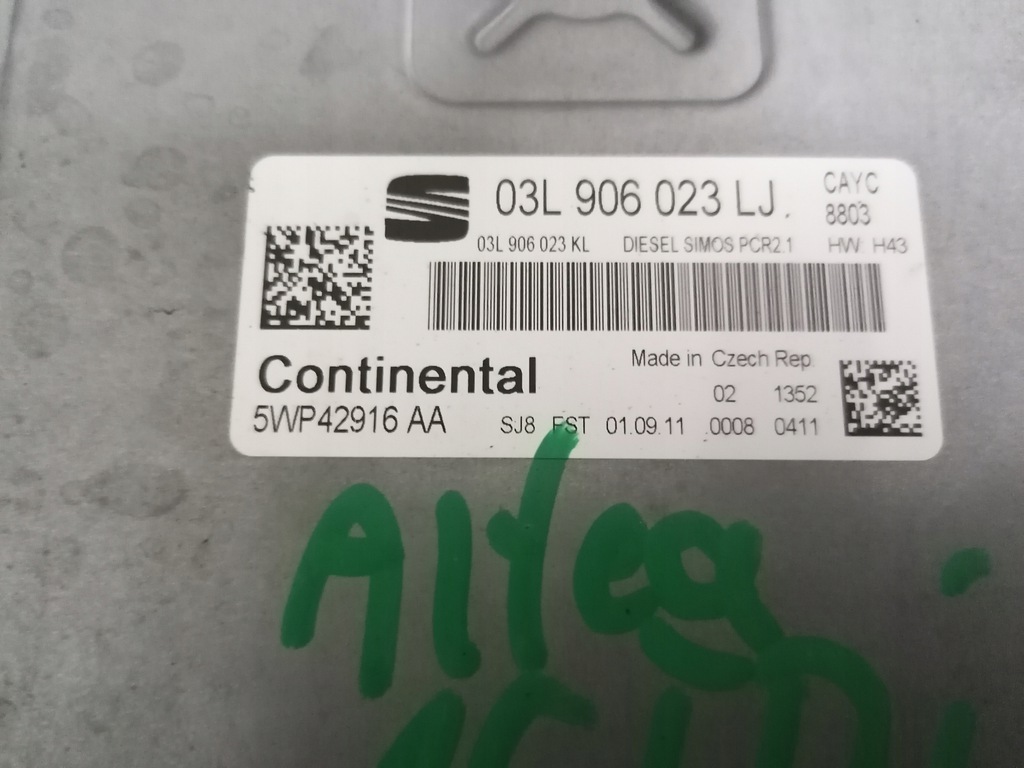 03L 906 023 LJ.
CAYC
8803
03L 906 023 KL DIESEL SIMOS PCR2.1 HW: H43
Continental
Made in Czech Rep.
02 1352
5WP42916 AA
SJ8 FST 01.09.11 .0008 0411
Altea